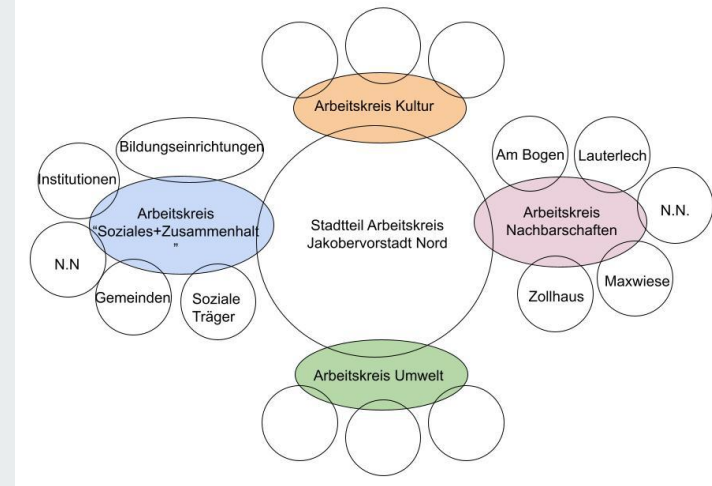 Arbeitskreis Kultur
Bildungseinrichtungen
Institutionen
Arbeitskreis
“Soziales+Zusammenhalt
”
N.N
Gemeinden
Soziale
Träger
Stadtteil Arbeitskreis
Jakobervorstadt Nord
Am Bogen
Lauterlech
Arbeitskreis
Nachbarschaften
N.N.
Maxwiese
Zollhaus
Arbeitskreis Umwelt